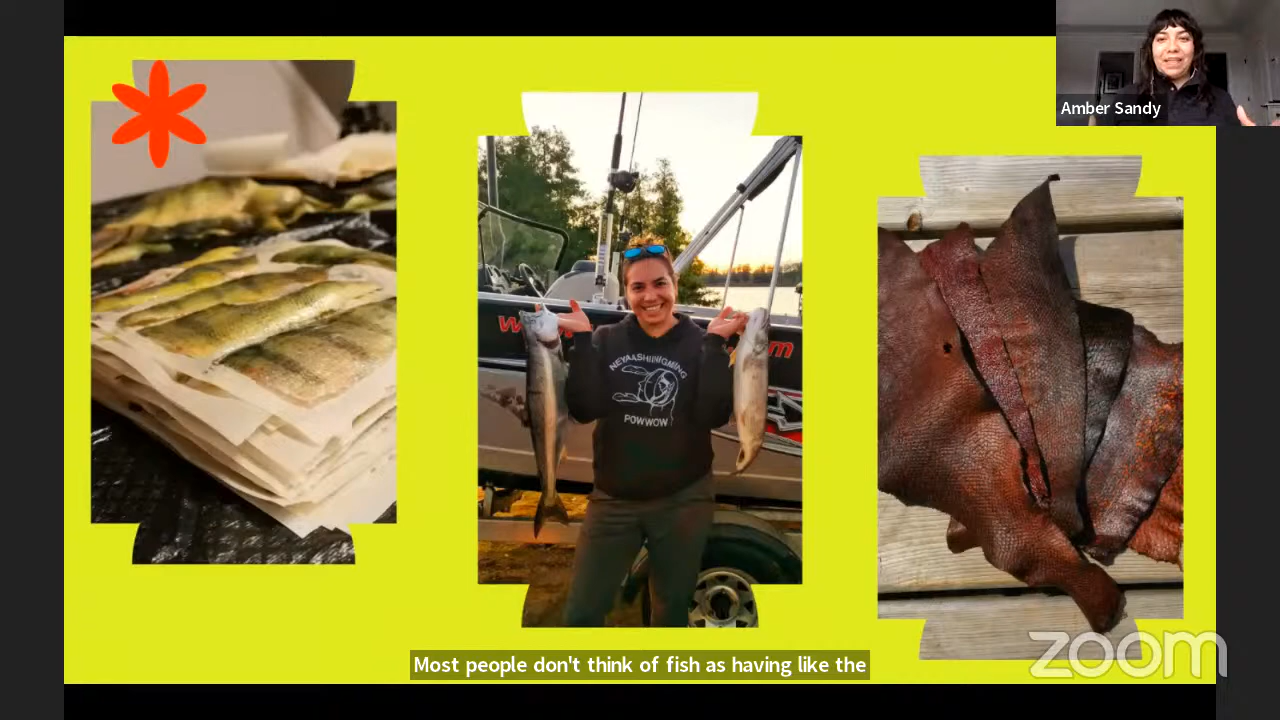 Amber Sandy
NEYAASHIINIGMIING
POWWOW
Most people don't think of fish as having like the
zoom